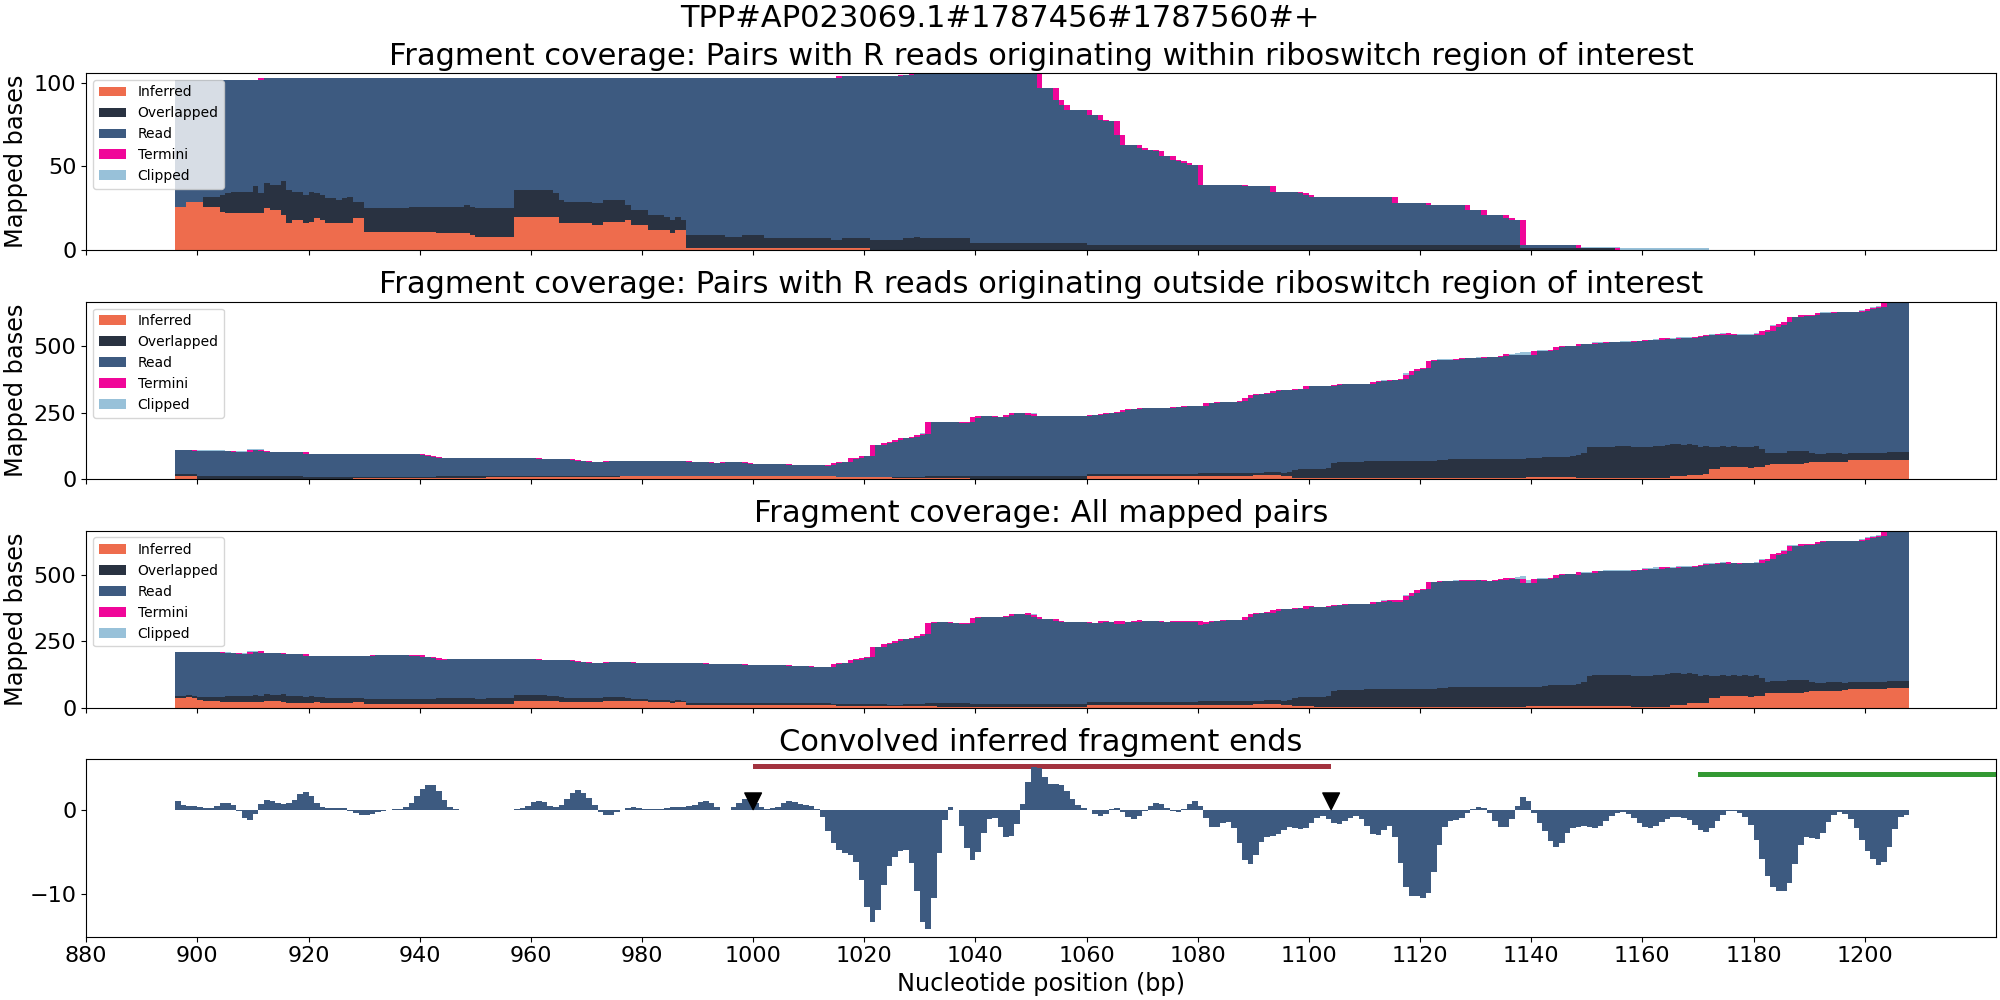 TPP#AP023069.1#1787456#1787560#+
Fragment coverage: Pairs with R reads originating within riboswitch region of interest
Mapped bases
100
50
0
Inferred
Overlapped
Read
Termini
Clipped
Fragment coverage: Pairs with R reads originating outside riboswitch region of interest
Mapped bases
500
250
0
Inferred
Overlapped
Read
Termini
Clipped
Fragment coverage: All mapped pairs
Mapped bases
500
250
0
Inferred
Overlapped
Read
Termini
Clipped
Convolved inferred fragment ends
0
−10
880 900 920 940 960 980 1000 1020 1040 1060 1080 1100 1120 1140 1160 1180 1200
Nucleotide position (bp)